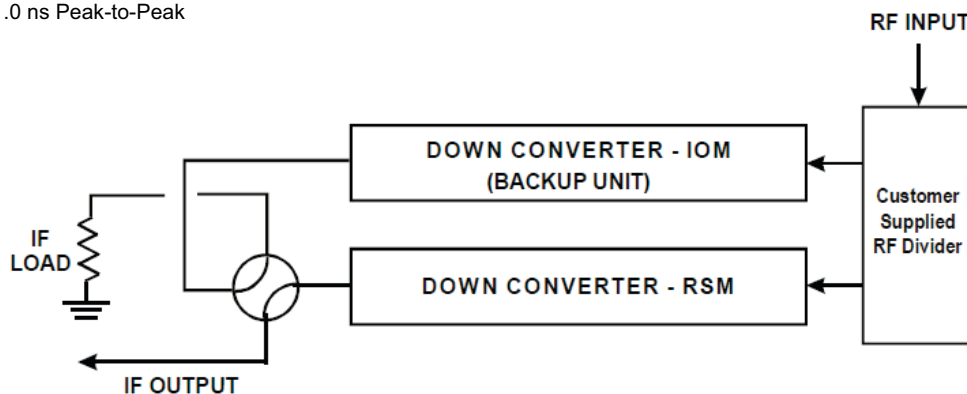 .0 ns Peak-to-Peak
RF INPUT
DOWN CONVERTER - IOM
(BACKUP UNIT)
Customer
Supplied
RF Divider
IF
LOAD
DOWN CONVERTER - RSM
IF OUTPUT